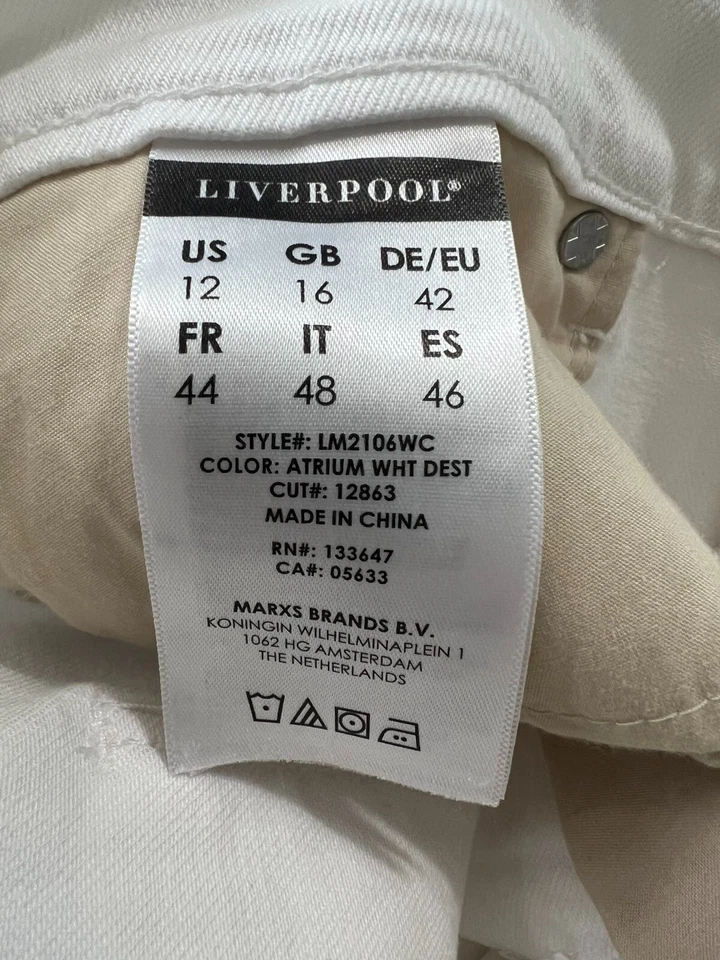 LIVERPOOL®
US GB DE/EU
12 16 42
FR IT ES
44 48 46
STYLE#: LM2106WC
COLOR: ATRIUM WHT DEST
CUT#: 12863
MADE IN CHINA
RN#: 133647
CA#: 05633
MARXS BRANDS B.V.
KONINGIN WILHELMINAPLEIN 1
1062 HG AMSTERDAM
THE NETHERLANDS